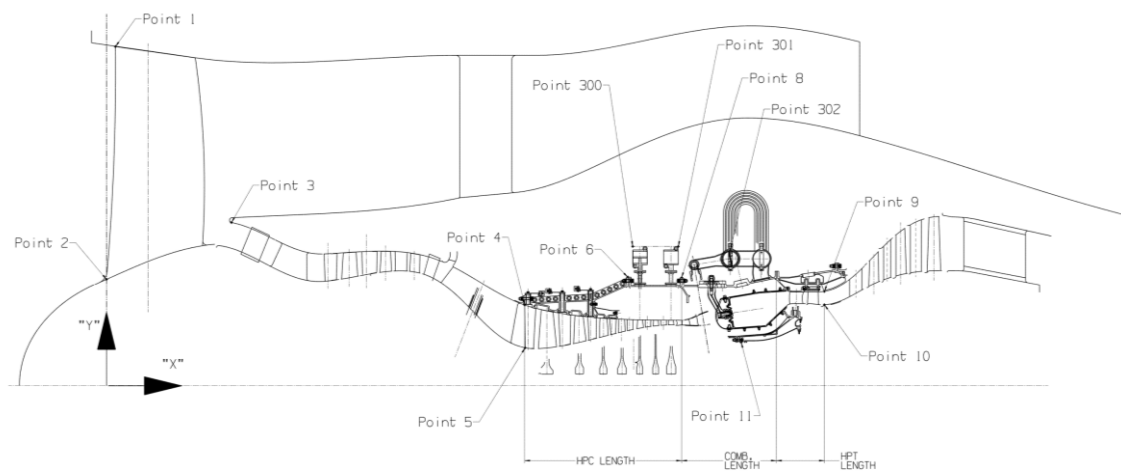 Point 1
Point 301
Point 8
Point 300
Point 302
Point 3
Point 9
Point 4
Point 6
Point 2
"Y"
"X"
Point 10
Point 5
Point 11
HPC LENGTH
COMB.
LENGTH
HPT
LENGTH